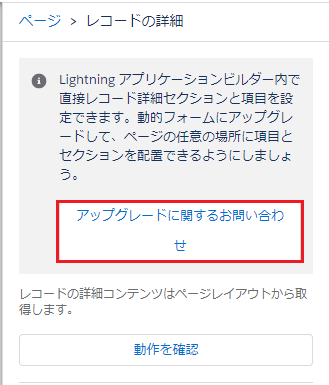 ページ > レコードの詳細
Lightning アプリケーションビルダー内で
直接レコード詳細セクションと項目を設
定できます。動的フォームにアップグレ
ードして、ページの任意の場所に項目と
セクションを配置できるようにしましょ
う。
アップグレードに関するお問い合わ
せ
レコードの詳細コンテンツはページレイアウトから取
得します。
動作を確認